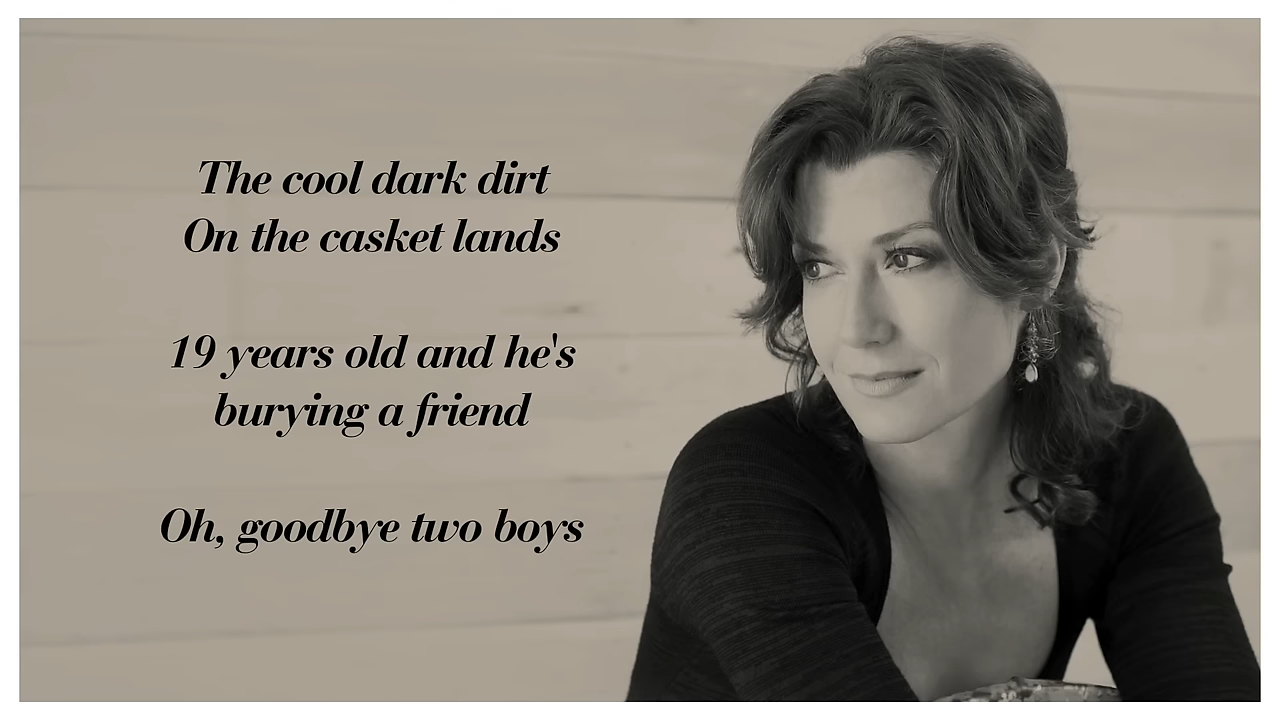 The cool dark dirt
On the casket lands
19 years old and he's
burying a friend
Oh, goodbye two boys